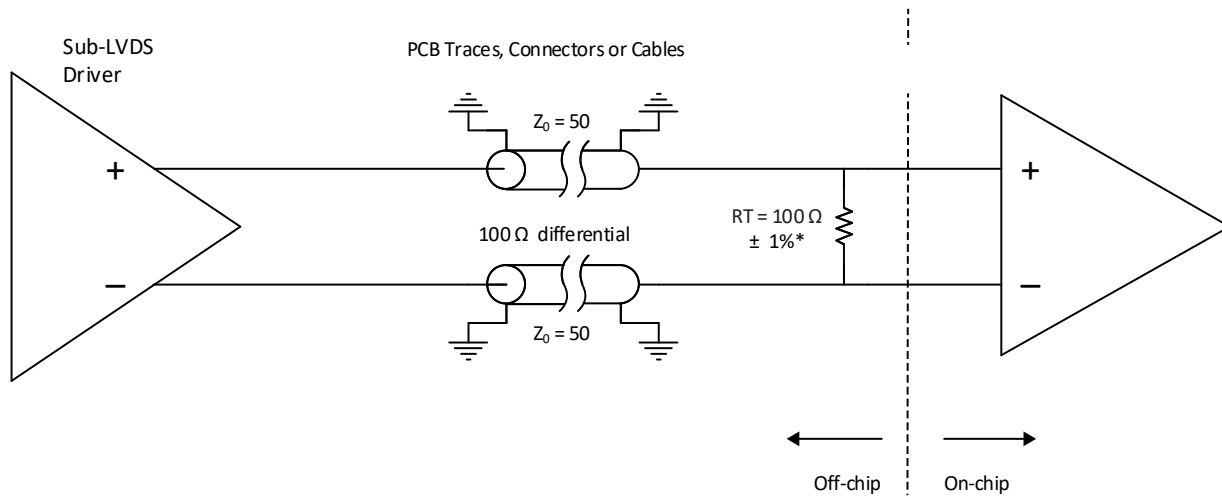 Sub-LVDS
Driver
PCB Traces, Connectors or Cables
Z₀ = 50
+
+
RT = 100 Ω
± 1%*
100 Ω differential
−
−
Z₀ = 50
Off-chip
On-chip